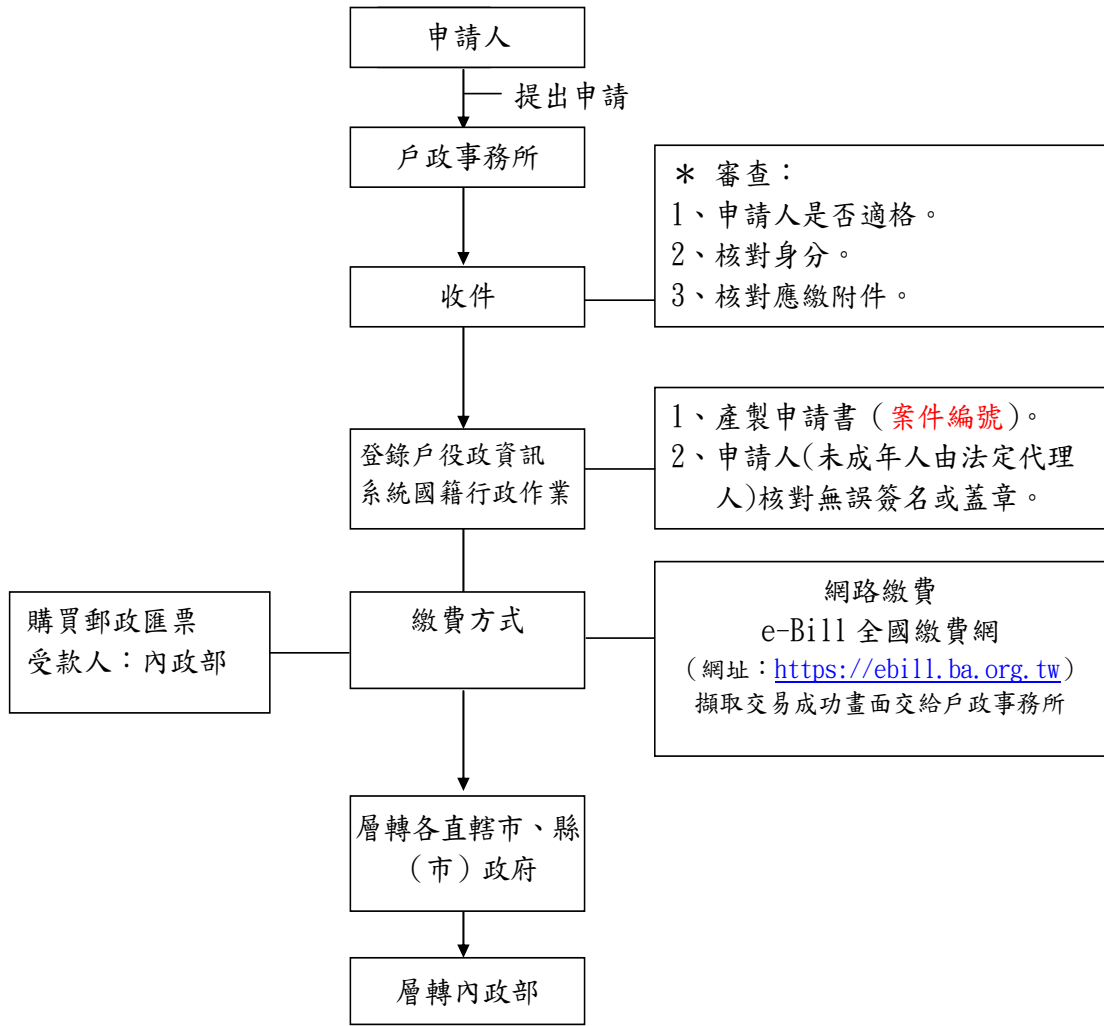 申請人
提出申請
戶政事務所
＊ 審查：
1、申請人是否適格。
2、核對身分。
3、核對應繳附件。
收件
1、產製申請書（案件編號）。
2、申請人(未成年人由法定代理
人)核對無誤簽名或蓋章。
登錄戶役政資訊
系統國籍行政作業
購買郵政匯票
受款人：內政部
繳費方式
網路繳費
e-Bill 全國繳費網
（網址：https://ebill.ba.org.tw）
擷取交易成功畫面交給戶政事務所
層轉各直轄市、縣
（市）政府
層轉內政部